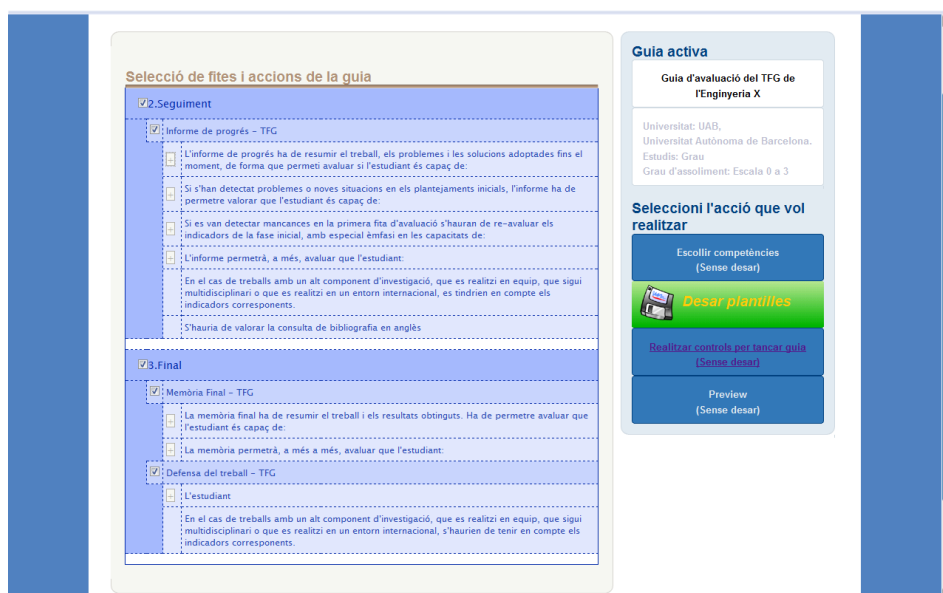 Selecció de fites i accions de la guia
2.Seguiment
Informe de progrés - TFG
L'informe de progrés ha de resumir el treball, els problemes i les solucions adoptades fins el
moment, de forma que permeti avaluar si l'estudiant és capaç de:
Si s'han detectat problemes o noves situacions en els plantejaments inicials, l'informe ha de
permetre valorar que l'estudiant és capaç de:
Si es van detectar mancances en la primera fita d'avaluació s'hauran de re-avaluar els
indicadors de la fase inicial, amb especial èmfasi en les capacitats de:
L'informe permetrà, a més, avaluar que l'estudiant:
En el cas de treballs amb un alt component d'investigació, que es realitzi en equip, que sigui
multidisciplinari o que es realitzi en un entorn internacional, es tindrien en compte els
indicadors corresponents.
S'hauria de valorar la consulta de bibliografia en anglès
3.Final
Memòria Final - TFG
La memòria final ha de resumir el treball i els resultats obtinguts. Ha de permetre avaluar que
l'estudiant és capaç de:
La memòria permetrà, a més a més, avaluar que l'estudiant:
Defensa del treball - TFG
L'estudiant
En el cas de treballs amb un alt component d'investigació, que es realitzi en equip, que sigui
multidisciplinari o que es realitzi en un entorn internacional, s'haurien de tenir en compte els
indicadors corresponents.
Guia activa
Guia d'avaluació del TFG de
l'Enginyeria X
Universitat: UAB,
Universitat Autònoma de Barcelona.
Estudis: Grau
Grau d'assoliment: Escala 0 a 3
Seleccioni l'acció que vol
realitzar
Escollir competències
(Sense desar)
Desar plantilles
Realitzar controls per tancar guia
(Sense desar)
Preview
(Sense desar)